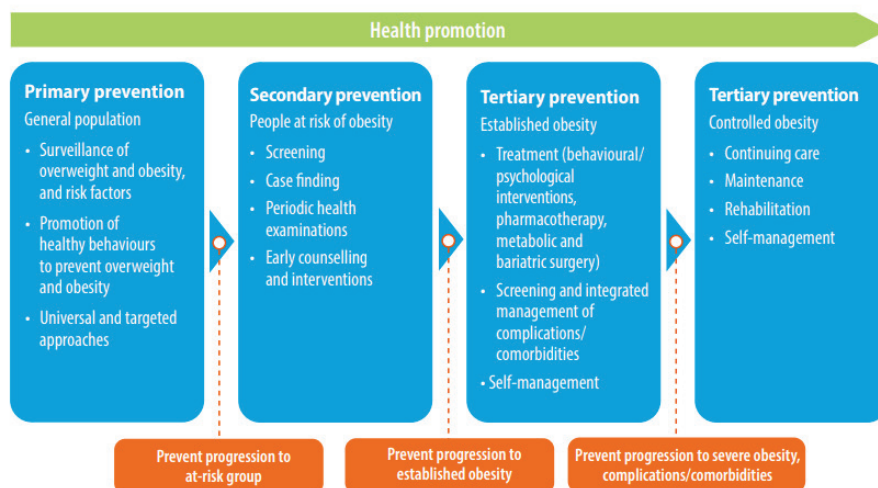 Health promotion
Primary prevention
General population
• Surveillance of
overweight and obesity,
and risk factors
• Promotion of
healthy behaviours
to prevent overweight
and obesity
• Universal and targeted
approaches
Secondary prevention
People at risk of obesity
• Screening
• Case finding
• Periodic health
examinations
• Early counselling
and interventions
Tertiary prevention
Established obesity
• Treatment (behavioural/
psychological
interventions,
pharmacotherapy,
metabolic and
bariatric surgery)
• Screening and integrated
management of
complications/
comorbidities
• Self-management
Tertiary prevention
Controlled obesity
• Continuing care
• Maintenance
• Rehabilitation
• Self-management
Prevent progression to
at-risk group
Prevent progression to
established obesity
Prevent progression to severe obesity,
complications/comorbidities